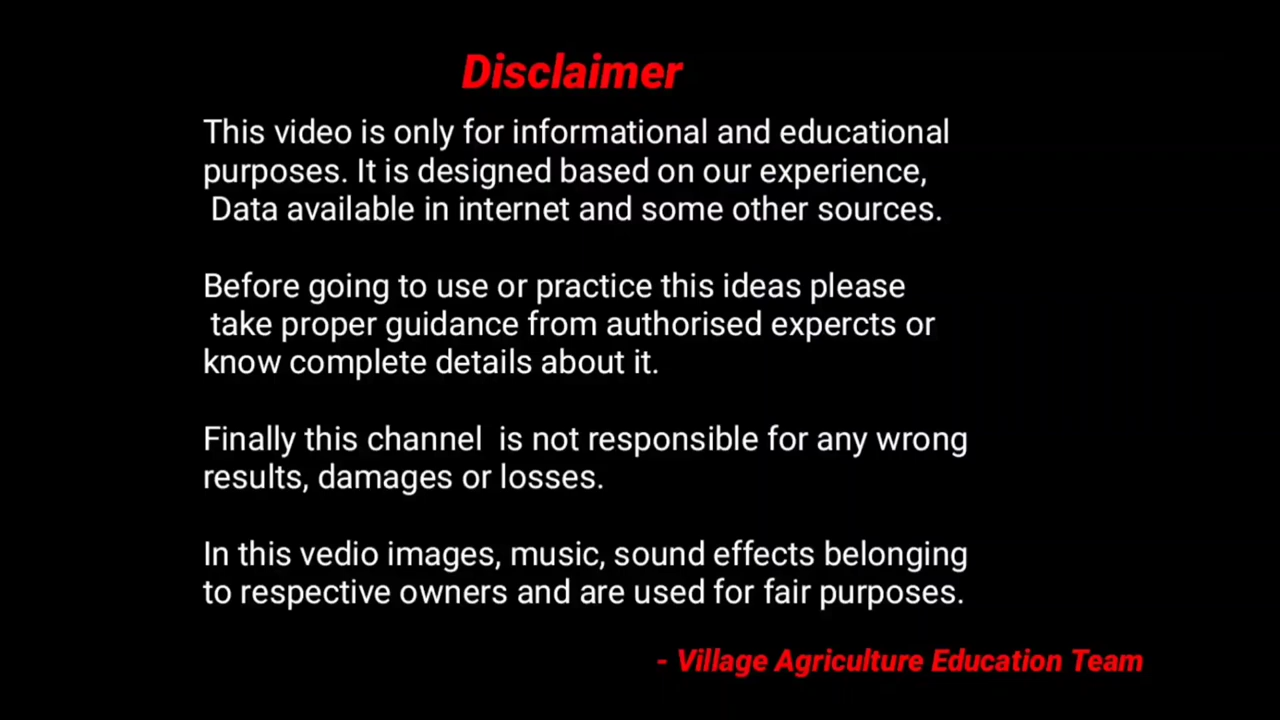 Disclaimer
This video is only for informational and educational
purposes. It is designed based on our experience,
Data available in internet and some other sources.
Before going to use or practice this ideas please
take proper guidance from authorised expercts or
know complete details about it.
Finally this channel is not responsible for any wrong
results, damages or losses.
In this vedio images, music, sound effects belonging
to respective owners and are used for fair purposes.
- Village Agriculture Education Team